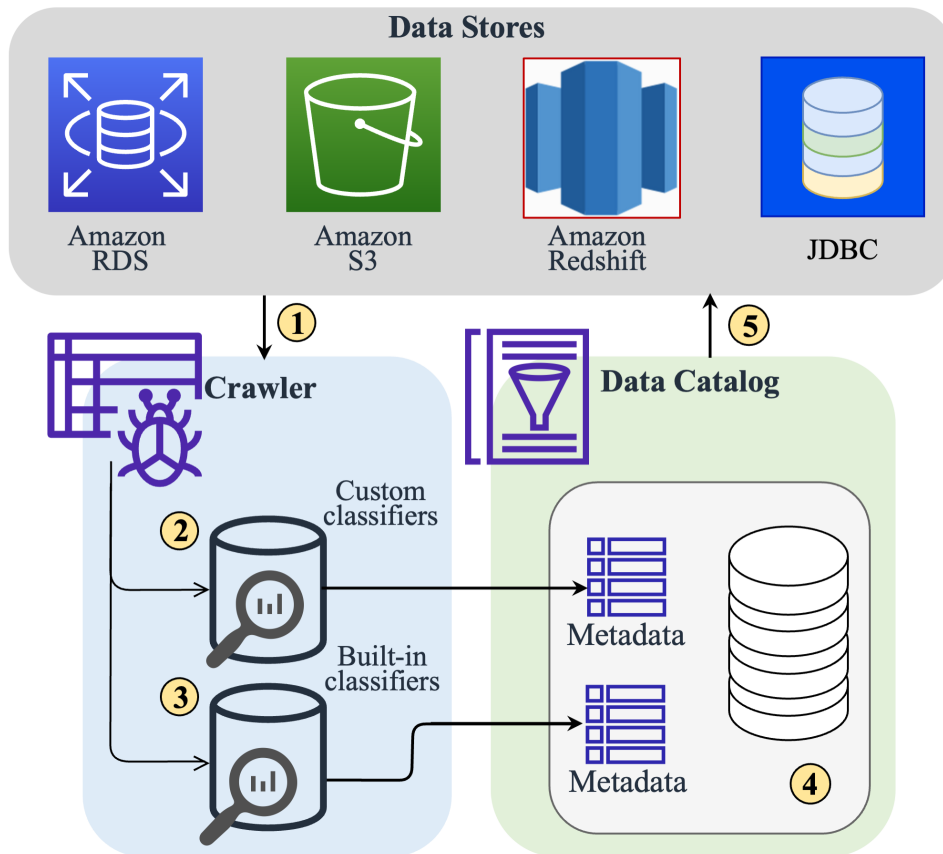 Data Stores
Amazon
RDS
Amazon
S3
Amazon
Redshift
JDBC
1
5
Crawler
Data Catalog
Custom
classifiers
2
Metadata
Built-in
classifiers
3
Metadata
4